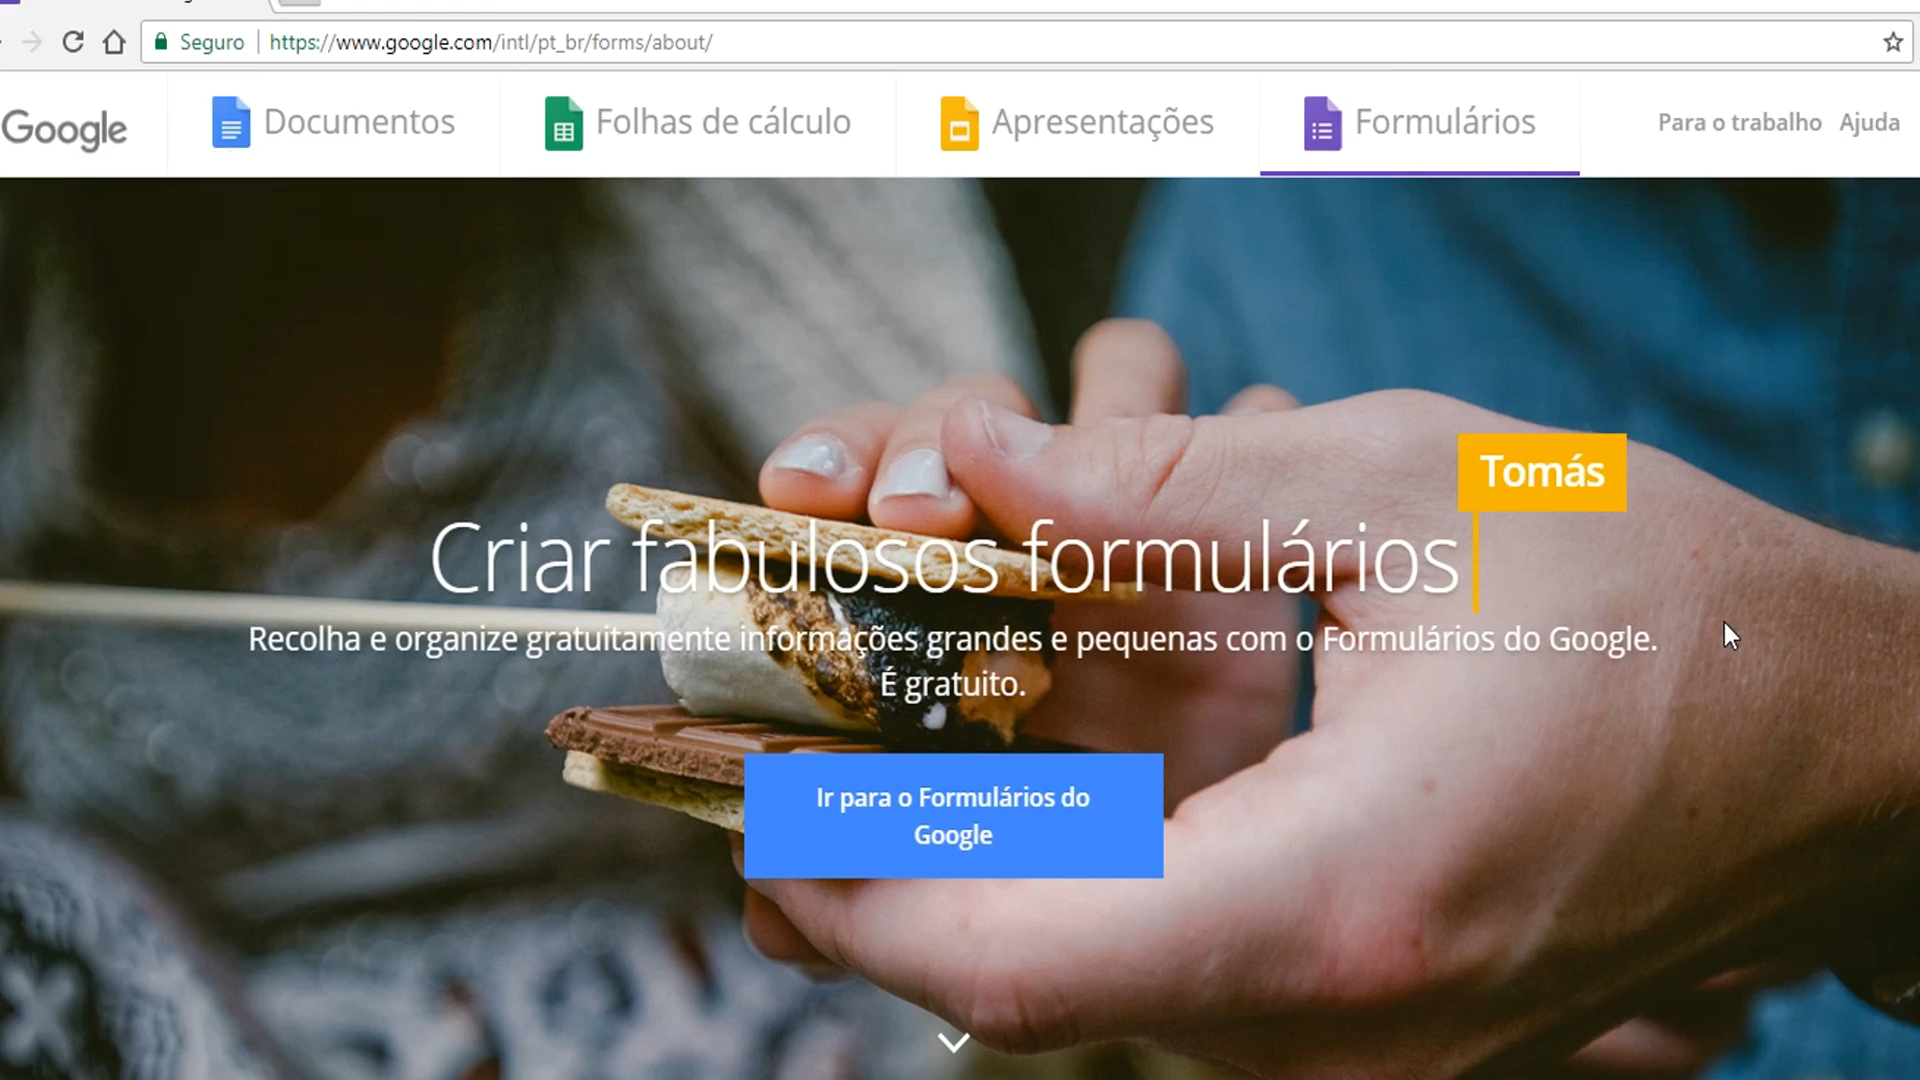 Seguro https://www.google.com/intl/pt_br/forms/about/
Google Documentos Folhas de cálculo Apresentações Formulários Para o trabalho Ajuda
Tomás
Criar fabulosos formulários
Recolha e organize gratuitamente informações grandes e pequenas com o Formulários do Google.
É gratuito.
Ir para o Formulários do
Google